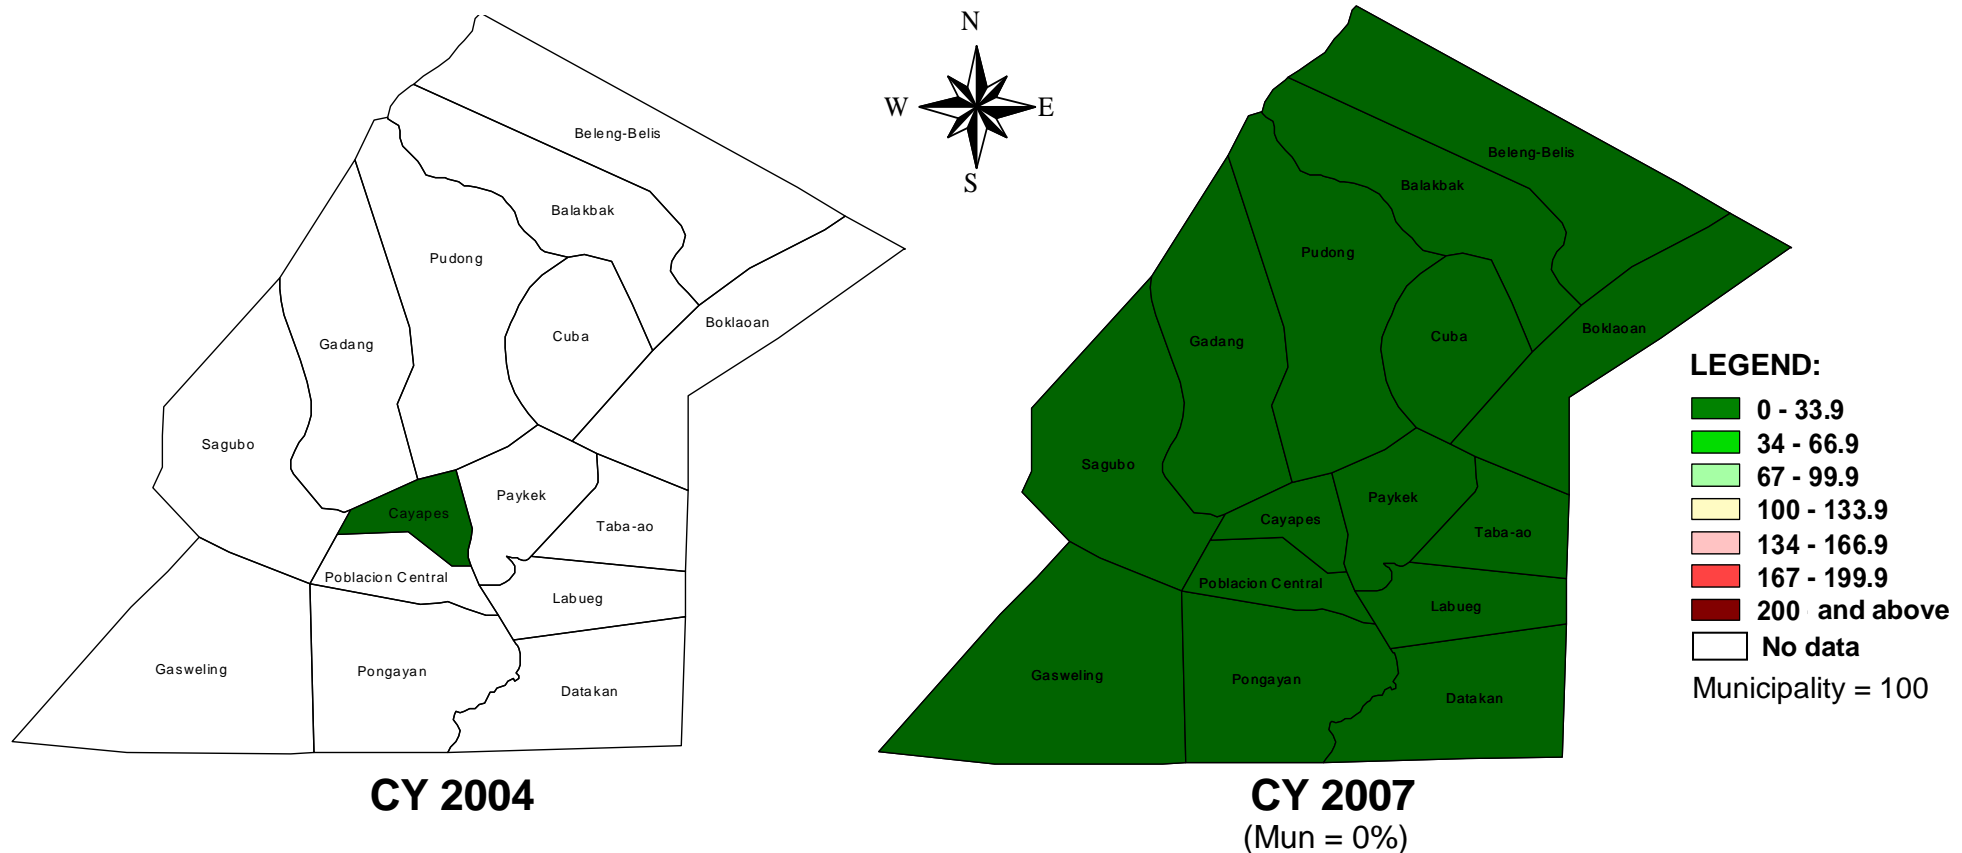 N
W
E
S
Beleng-Belis
Balakbak
Pudong
Boklaoan
Cuba
Gadang
Sagubo
Paykek
Cayapes
Taba-ao
Poblacion Central
Labueg
Gasweling
Pongayan
Datakan
CY 2004
Beleng-Belis
Balakbak
Pudong
Boklaoan
Cuba
Gadang
Sagubo
Paykek
Cayapes
Taba-ao
Poblacion Central
Labueg
Gasweling
Pongayan
Datakan
CY 2007
(Mun = 0%)
LEGEND:
0 - 33.9
34 - 66.9
67 - 99.9
100 - 133.9
134 - 166.9
167 - 199.9
200 and above
No data
Municipality = 100